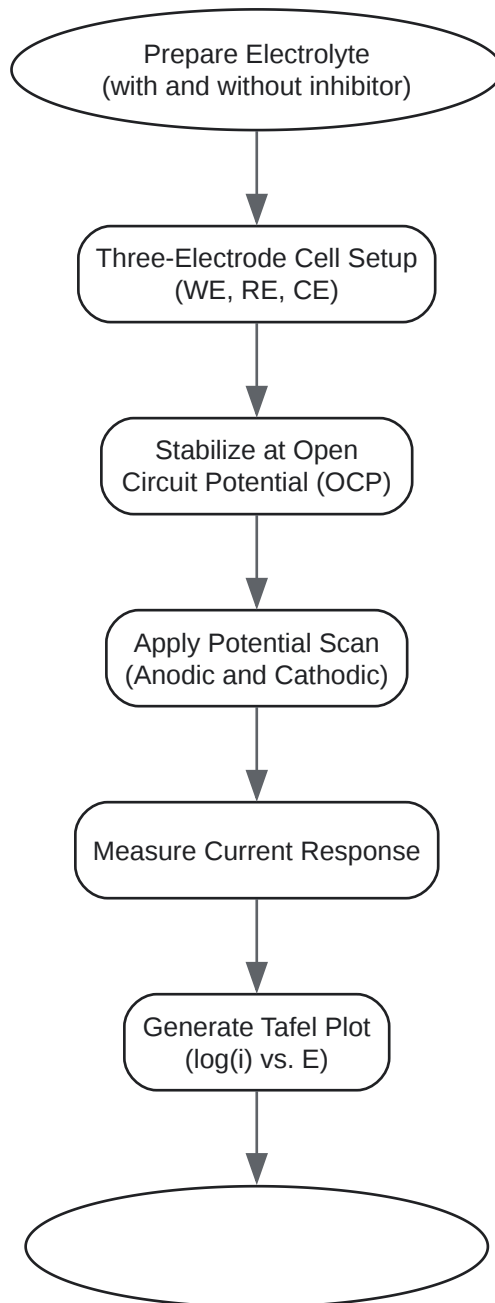 Prepare Electrolyte
(with and without inhibitor)
Three-Electrode Cell Setup
(WE, RE, CE)
Stabilize at Open
Circuit Potential (OCP)
Apply Potential Scan
(Anodic and Cathodic)
Measure Current Response
Generate Tafel Plot
(log(i) vs. E)